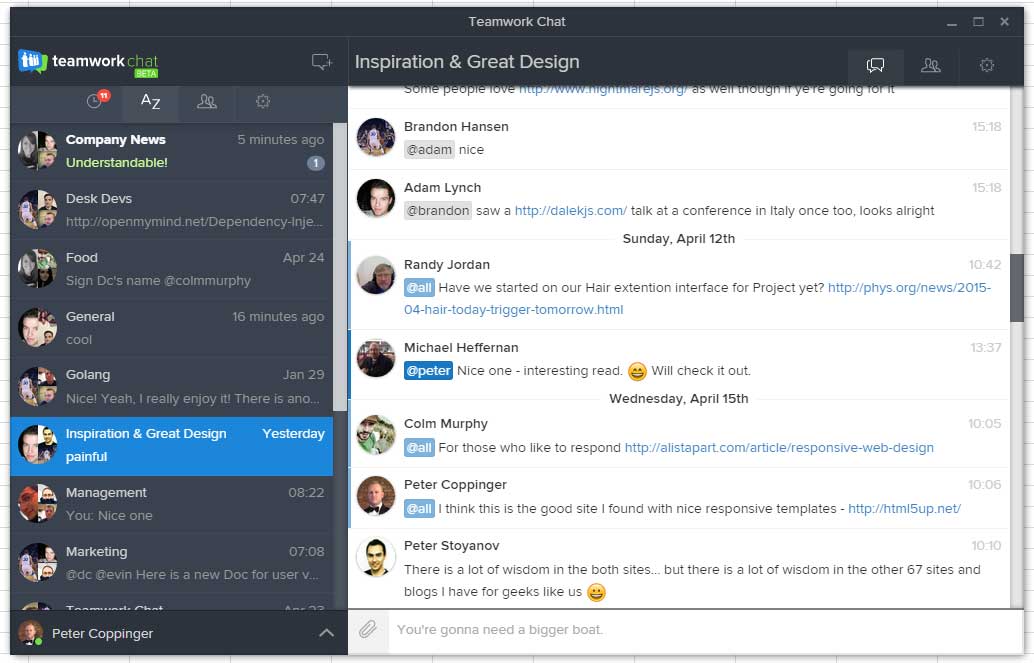 Teamwork Chat
teamwork chat
BETA
11
AZ
Company News 5 minutes ago
Understandable! 1
Desk Devs 07:47
http://openmymind.net/Dependency-Inje...
Food Apr 24
Sign Dc's name @colmmurphy
General 16 minutes ago
cool
Golang Jan 29
Nice! Yeah, I really enjoy it! There is ano...
Inspiration & Great Design Yesterday
painful
Management 08:22
You: Nice one
Marketing 07:08
@dc @evin Here is a new Doc for user v...
Teamwork Chat Apr 23
Peter Coppinger
Inspiration & Great Design
Some people love http://www.nightmarejs.org/ as well though if ye're going for it
Brandon Hansen 15:18
@adam nice
Adam Lynch 15:18
@brandon saw a http://dalekjs.com/ talk at a conference in Italy once too, looks alright
Sunday, April 12th
Randy Jordan 10:42
@all Have we started on our Hair extention interface for Project yet? http://phys.org/news/2015-
04-hair-today-trigger-tomorrow.html
Michael Heffernan 13:37
@peter Nice one - interesting read. 😄 Will check it out.
Wednesday, April 15th
Colm Murphy 10:05
@all For those who like to respond http://alistapart.com/article/responsive-web-design
Peter Coppinger 10:06
@all I think this is the good site I found with nice responsive templates - http://html5up.net/
Peter Stoyanov 10:10
There is a lot of wisdom in the both sites... but there is a lot of wisdom in the other 67 sites and
blogs I have for geeks like us 😀
You're gonna need a bigger boat.